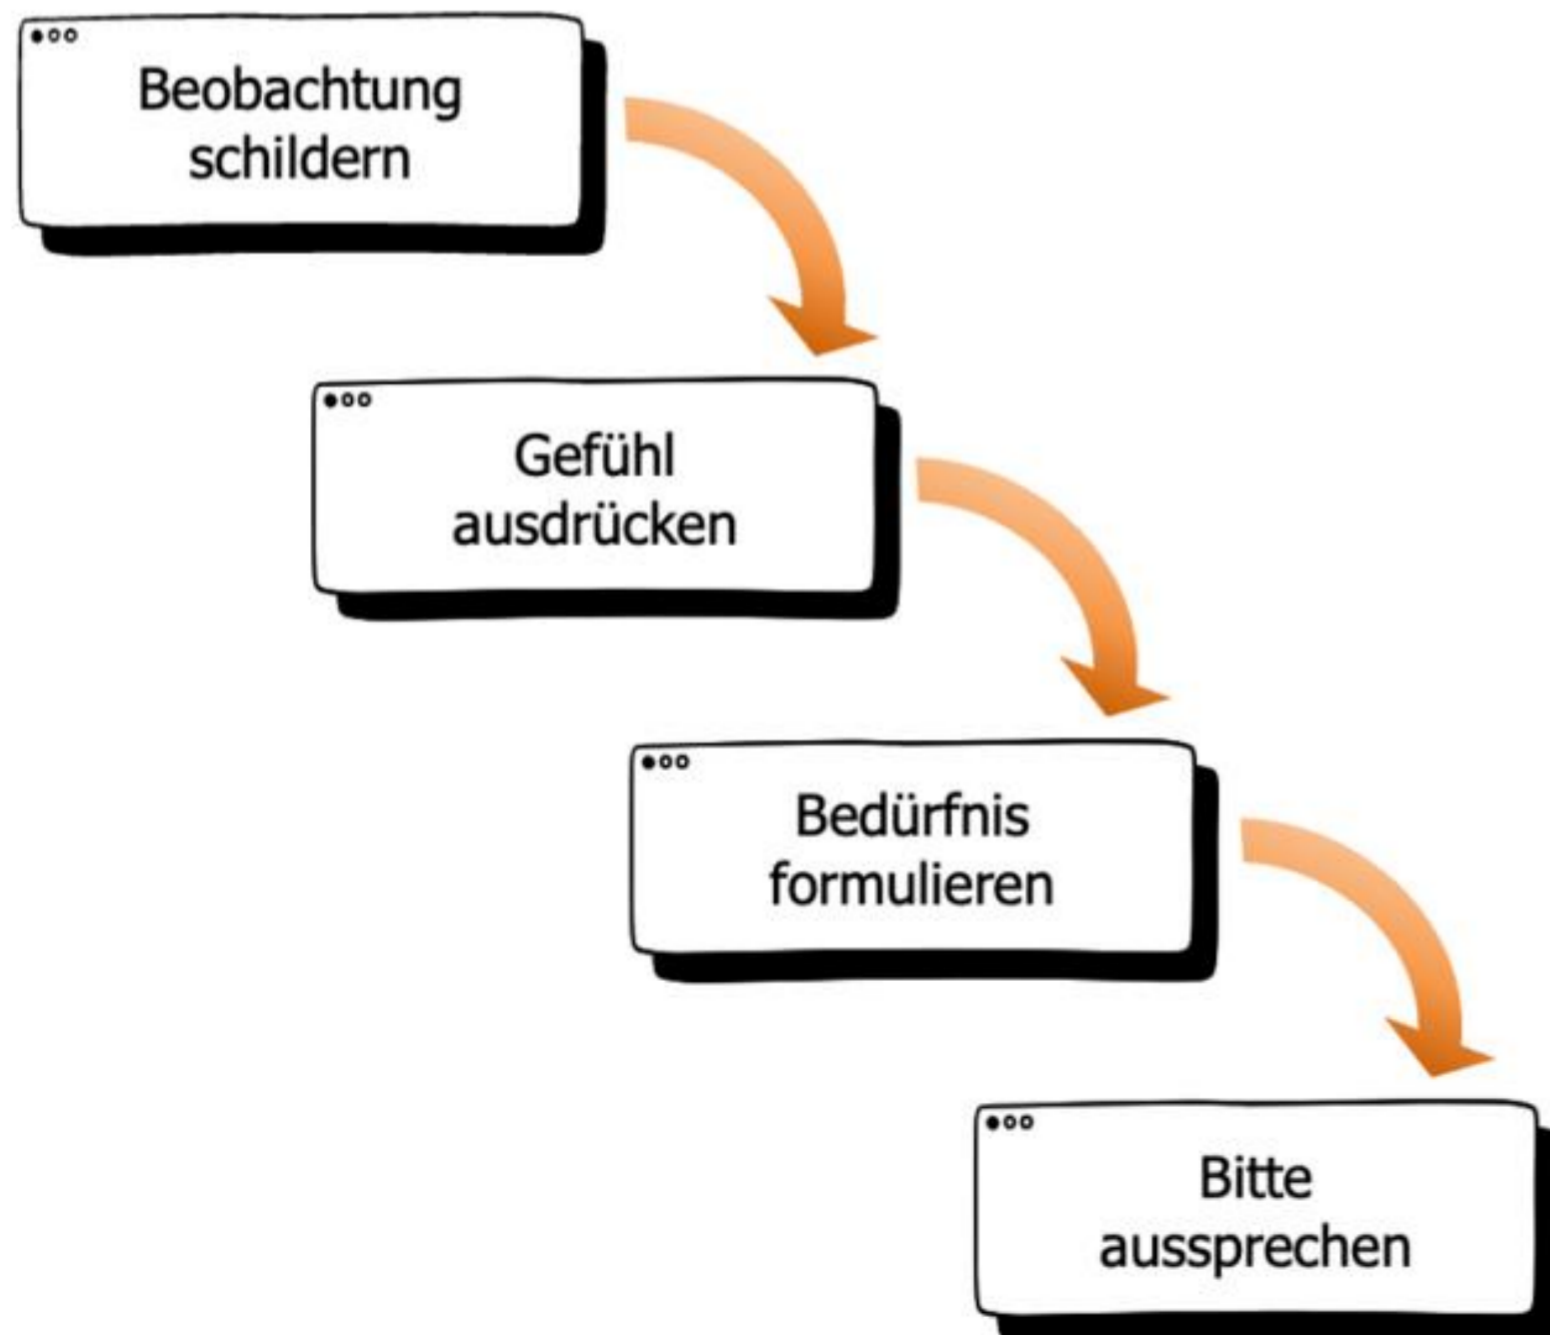 Beobachtung
schildern
Gefühl
ausdrücken
Bedürfnis
formulieren
Bitte
aussprechen